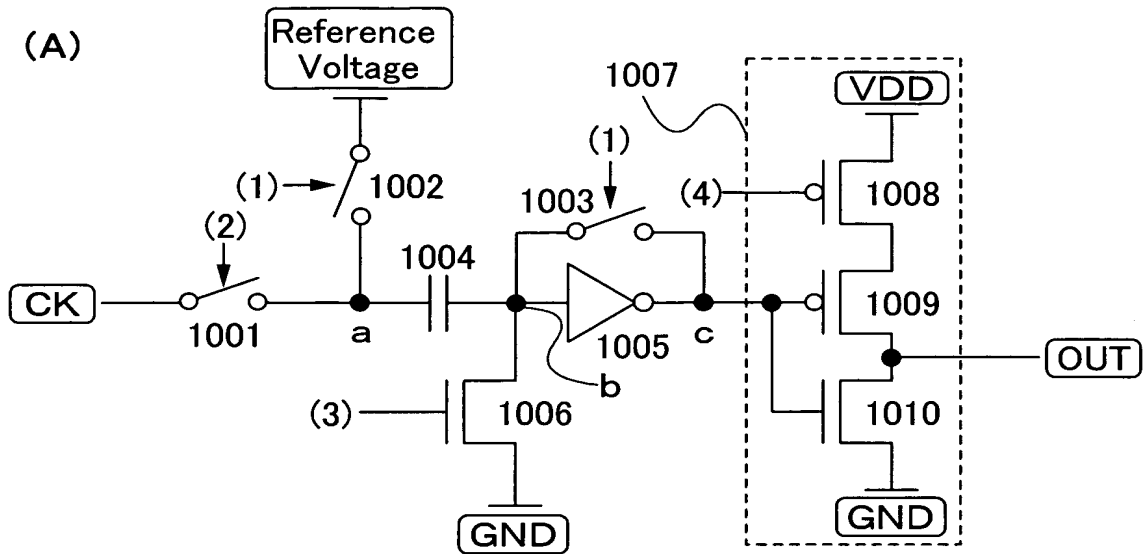 (A)
Reference
Voltage
1007
VDD
(1)
(1)
1002
1003
(4)
1008
(2)
1004
CK
1001
a
1005
c
1009
b
OUT
(3)
1006
1010
GND
GND